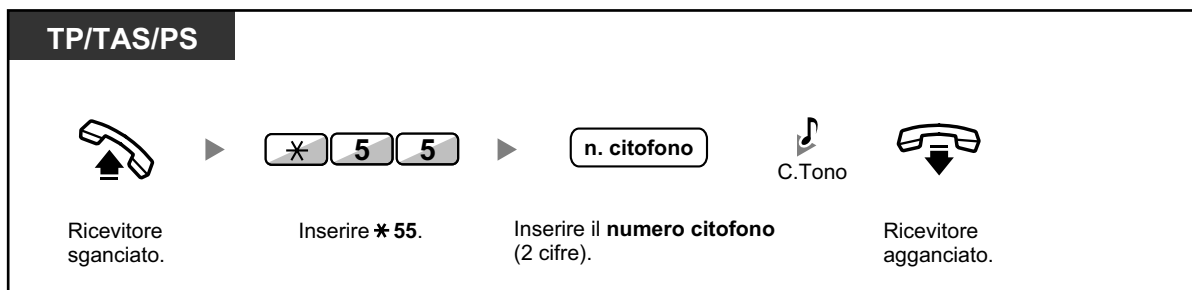 TP/TAS/PS
✱ 5 5
n. citofono
C.Tono
Ricevitore
sganciato.
Inserire ✱ 55.
Inserire il numero citofono
(2 cifre).
Ricevitore
agganciato.